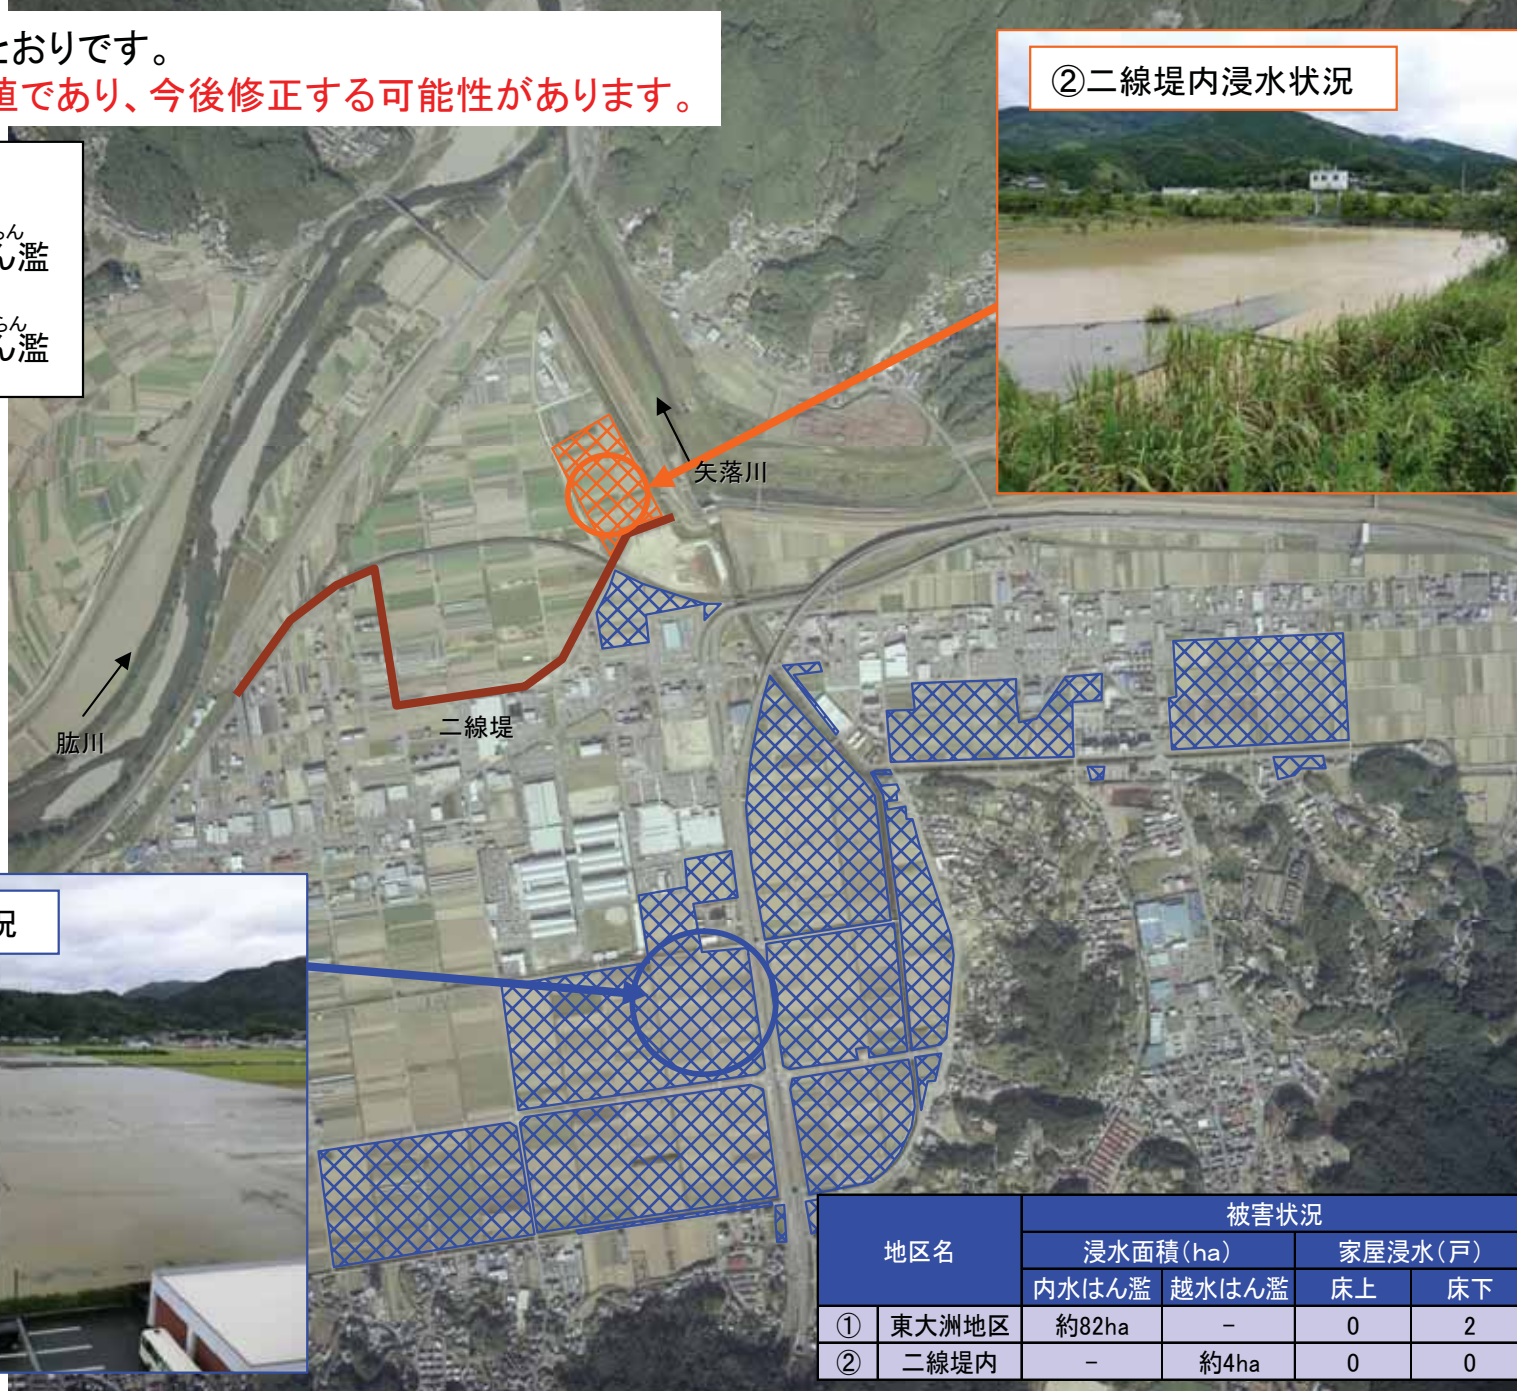 とおりです。
値であり、今後修正する可能性があります。
②二線堤内浸水状況
らん
ん濫
らん
ん濫
矢落川
二線堤
肱川
況
地区名 被害状況
浸水面積(ha) 家屋浸水(戸)
内水はん濫 越水はん濫 床上 床下
① 東大洲地区 約82ha - 0 2
② 二線堤内 - 約4ha 0 0